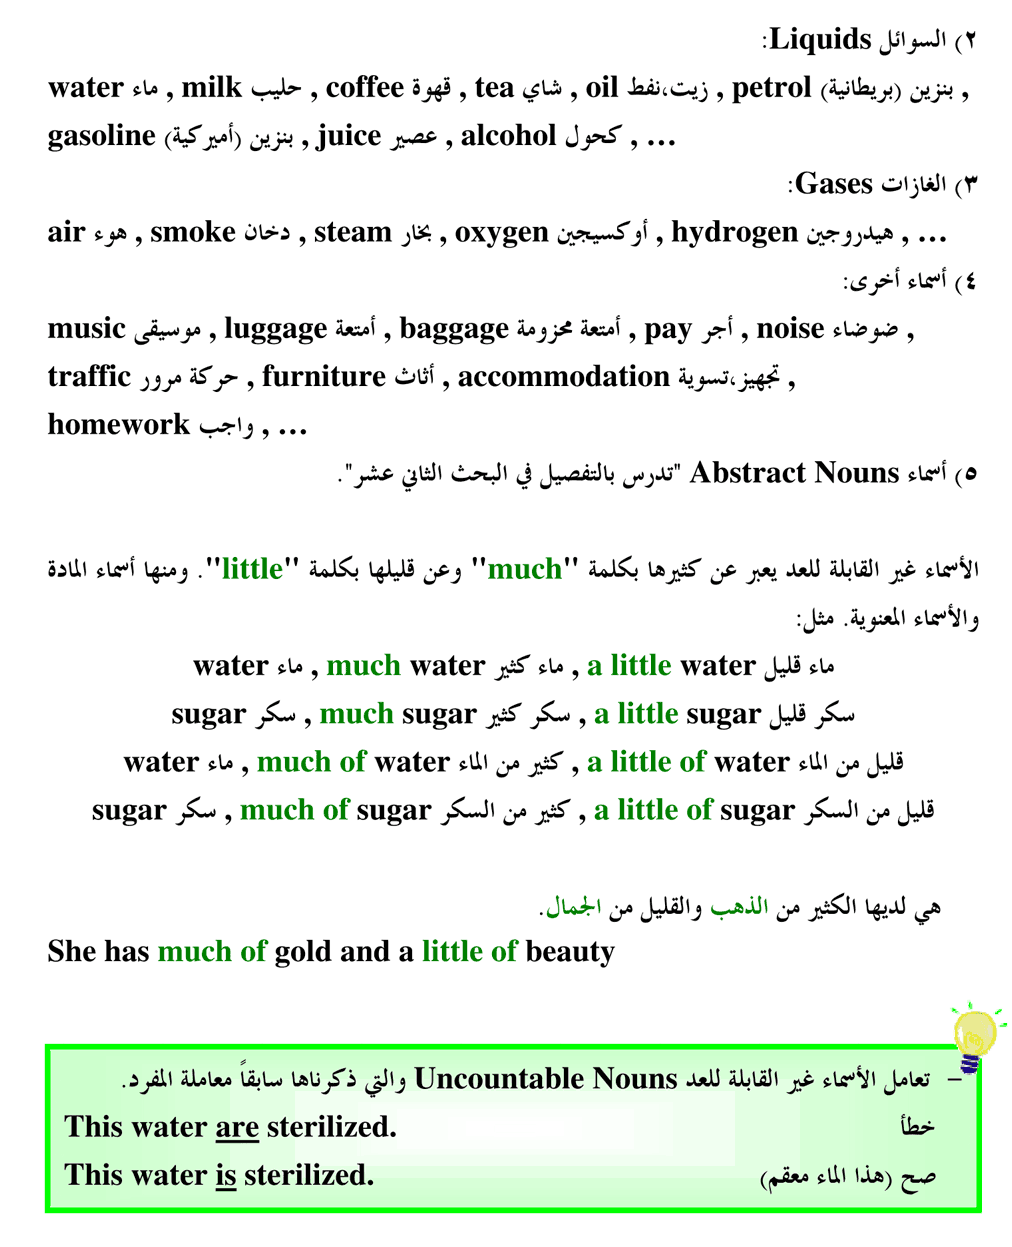 ٢) السوائل Liquids:
water ماء , milk حليب , coffee قهوة , tea شاي , oil زيت،نفط , petrol بنزين (بريطانية) ,
gasoline بنزين (أميركية) , juice عصير , alcohol كحول , …
٣) الغازات Gases:
air هوء , smoke دخان , steam بخار , oxygen أوكسيجين , hydrogen هيدروجين , …
٤) أسماء أخرى:
music موسيقى , luggage أمتعة , baggage أمتعة محزومة , pay أجر , noise ضوضاء ,
traffic حركة مرور , furniture أثاث , accommodation تجهيز،تسوية ,
homework واجب , …
٥) أسماء Abstract Nouns "تدرس بالتفصيل في البحث الثاني عشر".
الأسماء غير القابلة للعد يعبر عن كثيرها بكلمة "much" وعن قليلها بكلمة "little". ومنها أسماء المادة
والأسماء المعنوية. مثل:
water ماء , much water ماء كثير , a little water ماء قليل
sugar سكر , much sugar سكر كثير , a little sugar سكر قليل
water ماء , much of water كثير من الماء , a little of water قليل من الماء
sugar سكر , much of sugar كثير من السكر , a little of sugar قليل من السكر
هي لديها الكثير من الذهب والقليل من الجمال.
She has much of gold and a little of beauty
– تعامل الأسماء غير القابلة للعد Uncountable Nouns والتي ذكرناها سابقاً معاملة المفرد.
This water are sterilized. خطأ
This water is sterilized. صح (هذا الماء معقم)